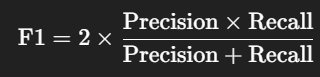 F1 = 2 × Precision × Recall / Precision + Recall